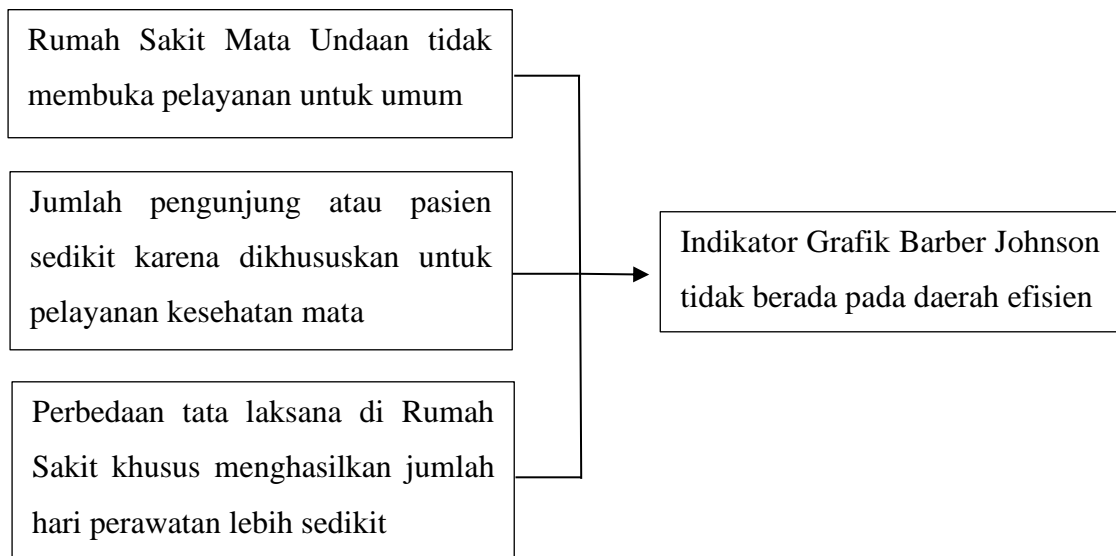 Rumah Sakit Mata Undaan tidak
membuka pelayanan untuk umum
Jumlah pengunjung atau pasien
sedikit karena dikhususkan untuk
pelayanan kesehatan mata
Perbedaan tata laksana di Rumah
Sakit khusus menghasilkan jumlah
hari perawatan lebih sedikit
Indikator Grafik Barber Johnson
tidak berada pada daerah efisien